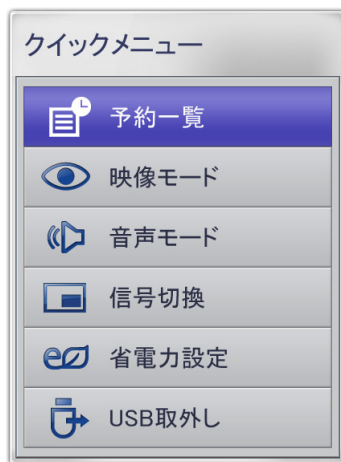 クイックメニュー
予約一覧
映像モード
音声モード
信号切換
省電力設定
USB取外し